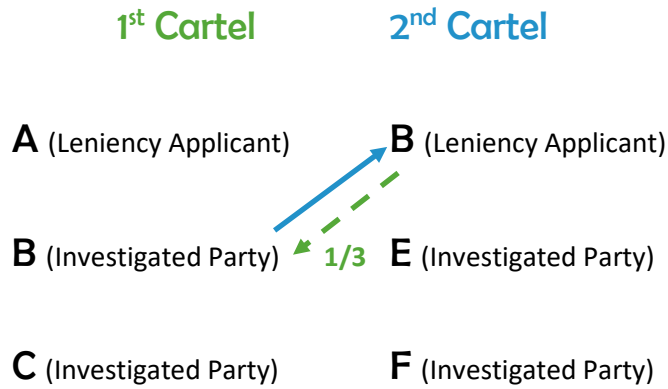 1st Cartel 2nd Cartel
A (Leniency Applicant) B (Leniency Applicant)
B (Investigated Party) 1/3 E (Investigated Party)
C (Investigated Party) F (Investigated Party)